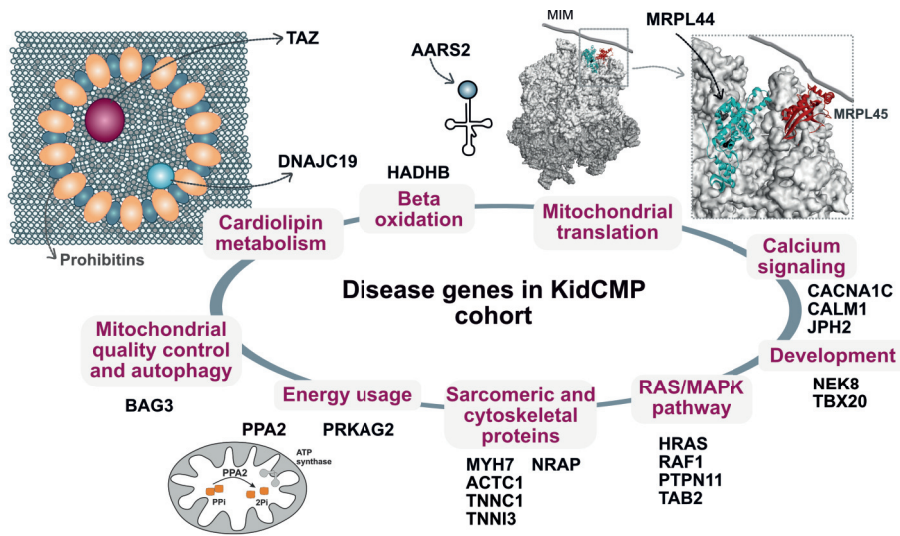 TAZ
DNAJC19
Prohibitins
AARS2
MIM
MRPL44
MRPL45
HADHB
Cardiolipin
metabolism
Beta
oxidation
Mitochondrial
translation
Calcium
signaling
CACNA1C
CALM1
JPH2
Disease genes in KidCMP
cohort
Mitochondrial
quality control
and autophagy
BAG3
Energy usage
PPA2
PRKAG2
ATP
synthase
PPA2
PPi
2Pi
Sarcomeric and
cytoskeletal
proteins
MYH7 NRAP
ACTC1
TNNC1
TNNI3
RAS/MAPK
pathway
HRAS
RAF1
PTPN11
TAB2
Development
NEK8
TBX20